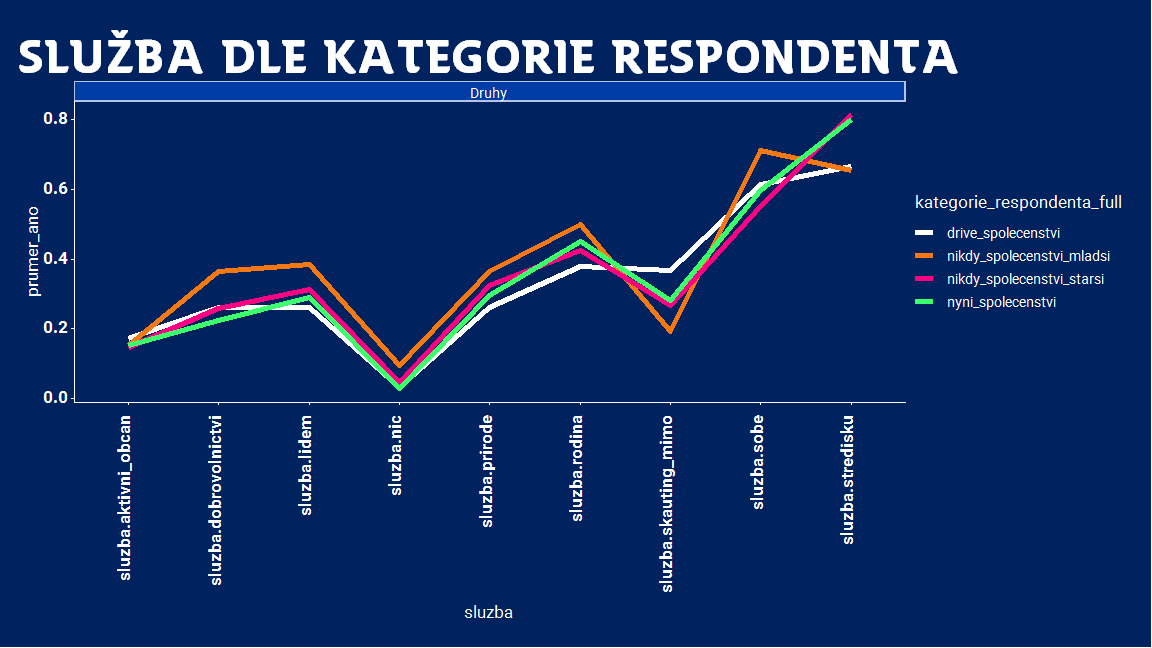 SLUŽBA DLE KATEGORIE RESPONDENTA
Druhy
0.8
0.6
0.4
0.2
0.0
prumer_ano
sluzba.aktivni_obcan
sluzba.dobrovolnictvi
sluzba.lidem
sluzba.nic
sluzba.prirode
sluzba.rodina
sluzba.skauting_mimo
sluzba.sobe
sluzba.stredisku
sluzba
kategorie_respondenta_full
drive_spolecenstvi
nikdy_spolecenstvi_mladsi
nikdy_spolecenstvi_starsi
nyni_spolecenstvi